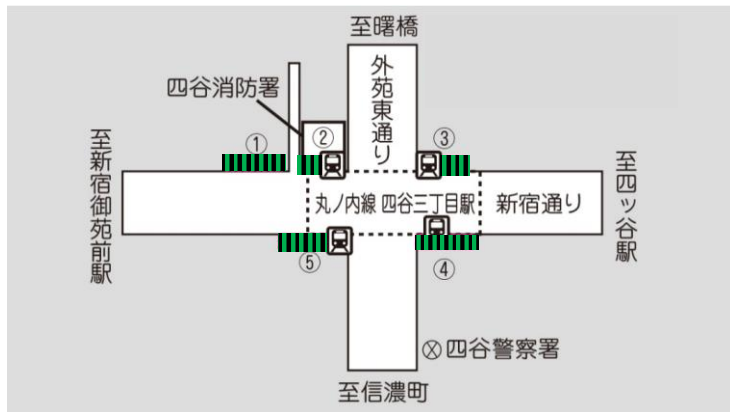 至曙橋
外苑東通り
四谷消防署
①
②
③
至新宿御苑前駅
丸ノ内線 四谷三丁目駅
新宿通り
至四ツ谷駅
⑤
④
四谷警察署
至信濃町